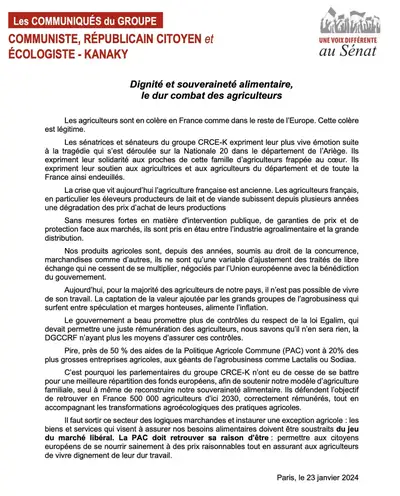 Les COMMUNIQUÉS du GROUPE
COMMUNISTE, RÉPUBLICAIN CITOYEN et
ÉCOLOGISTE - KANAKY
UNE VOIX DIFFÉRENTE
au Sénat
Dignité et souveraineté alimentaire,
le dur combat des agriculteurs
Les agriculteurs sont en colère en France comme dans le reste de l'Europe. Cette colère
est légitime.
Les sénatrices et sénateurs du groupe CRCE-K expriment leur plus vive émotion suite
à la tragédie qui s'est déroulée sur la Nationale 20 dans le département de l'Ariège. Ils
expriment leur solidarité aux proches de cette famille d'agriculteurs frappée au cœur. Ils
expriment leur soutien aux agricultrices et aux agriculteurs du département et de toute la
France ainsi endeuillés.
La crise que vit aujourd'hui l'agriculture française est ancienne. Les agriculteurs français,
en particulier les éleveurs producteurs de lait et de viande subissent depuis plusieurs années
une dégradation des prix d'achat de leurs productions
Sans mesures fortes en matière d'intervention publique, de garanties de prix et de
protection face aux marchés, ils sont pris en étau entre l'industrie agroalimentaire et la grande
distribution.
Nos produits agricoles sont, depuis des années, soumis au droit de la concurrence,
marchandises comme d'autres, ils ne sont qu'une variable d'ajustement des traités de libre
échange qui ne cessent de se multiplier, négociés par l'Union européenne avec la bénédiction
du gouvernement.
Aujourd'hui, pour la majorité des agriculteurs de notre pays, il n'est pas possible de vivre
de son travail. La captation de la valeur ajoutée par les grands groupes de l'agrobusiness qui
surfent entre spéculation et marges honteuses, alimente l'inflation.
Le gouvernement a beau promettre plus de contrôles du respect de la loi Egalim, qui
devait permettre une juste rémunération des agriculteurs, nous savons qu'il n'en sera rien, la
DGCCRF n'ayant plus les moyens d'assurer ces contrôles.
Pire, près de 50 % des aides de la Politique Agricole Commune (PAC) vont à 20% des
plus grosses entreprises agricoles, aux géants de l'agrobusiness comme Lactalis ou Sodiaa.
C'est pourquoi les parlementaires du groupe CRCE-K n'ont eu de cesse de se battre
pour une meilleure répartition des fonds européens, afin de soutenir notre modèle d'agriculture
familiale, seul à même de reconstruire notre souveraineté alimentaire. Ils défendent l'objectif
de retrouver en France 500 000 agriculteurs d'ici 2030, correctement rémunérés, tout en
accompagnant les transformations agroécologiques des pratiques agricoles.
Il faut sortir ce secteur des logiques marchandes et instaurer une exception agricole : les
biens et services qui visent à assurer nos besoins alimentaires doivent être soustraits du jeu
du marché libéral. La PAC doit retrouver sa raison d'être : permettre aux citoyens
européens de se nourrir sainement à des prix raisonnables tout en assurant aux agriculteurs
de vivre dignement de leur dur travail.
Paris, le 23 janvier 2024